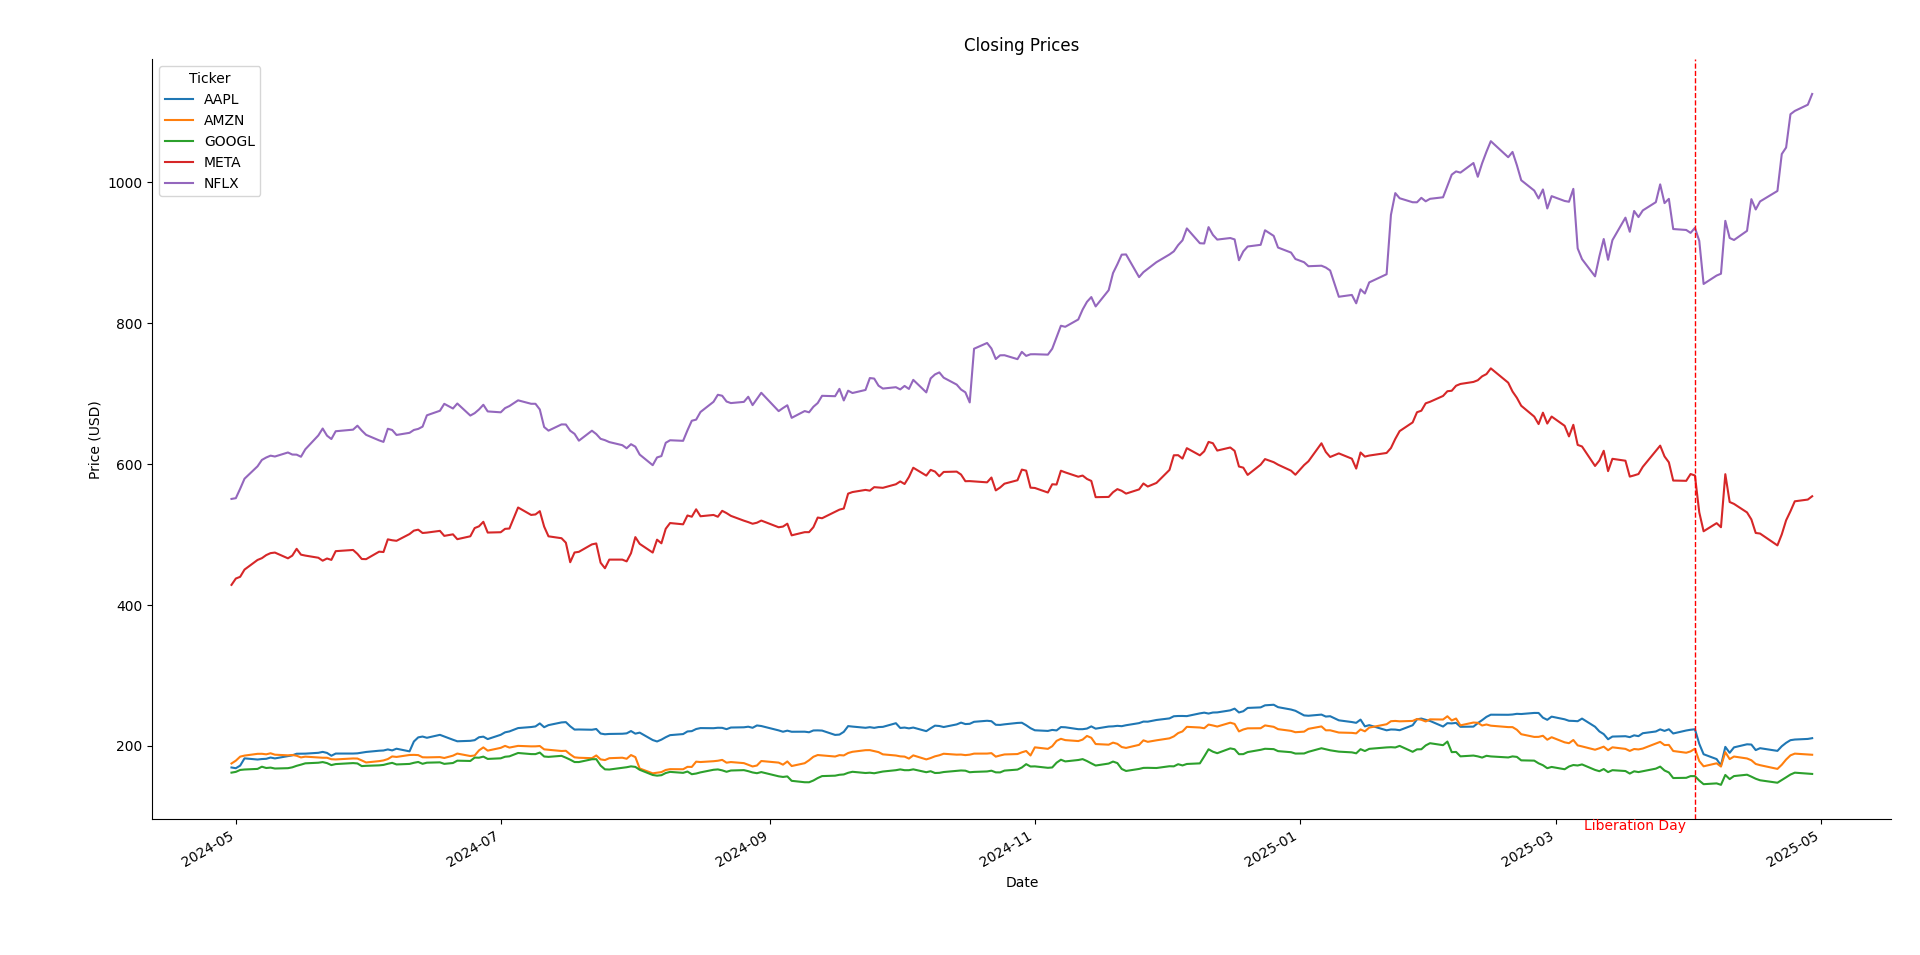 Closing Prices
Ticker
AAPL
AMZN
GOOGL
META
NFLX
Price (USD)
1000
800
600
400
200
Liberation Day
2024-05
2024-07
2024-09
2024-11
2025-01
2025-03
2025-05
Date